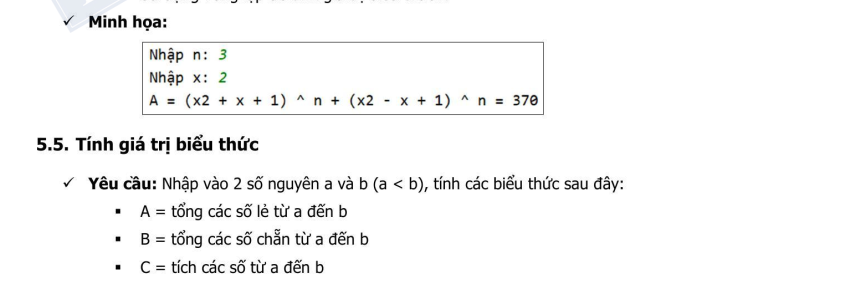 ✓ Minh họa:
Nhập n: 3
Nhập x: 2
A = (x2 + x + 1) ^ n + (x2 - x + 1) ^ n = 370
5.5. Tính giá trị biểu thức
✓ Yêu cầu: Nhập vào 2 số nguyên a và b (a < b), tính các biểu thức sau đây:
▪ A = tổng các số lẻ từ a đến b
▪ B = tổng các số chẵn từ a đến b
▪ C = tích các số từ a đến b